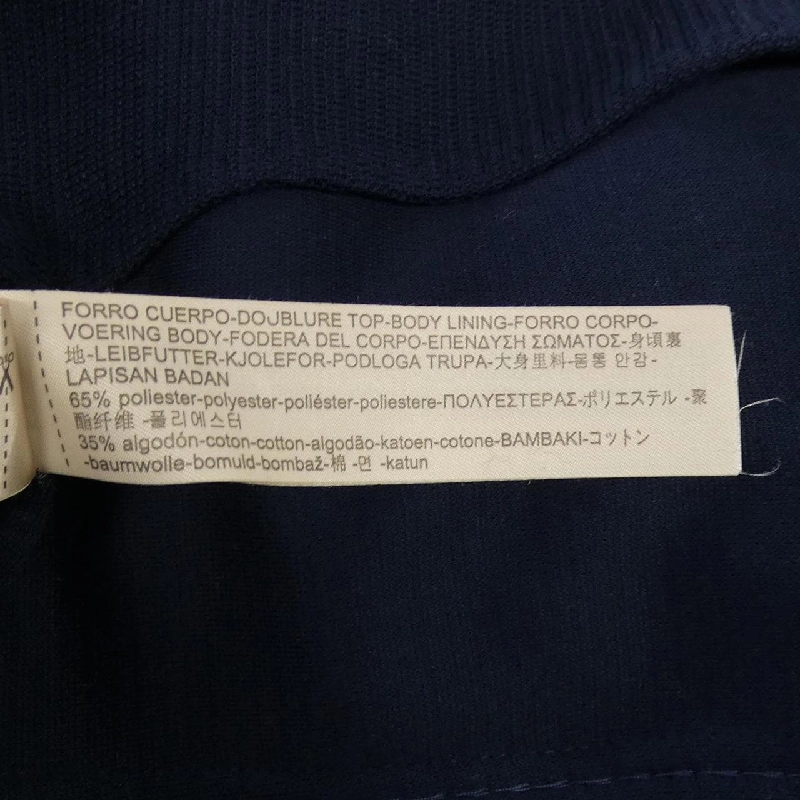 FORRO CUERPO-DOUBLURE TOP-BODY LINING-FORRO CORPO-
VOERING BODY-FODERA DEL CORPO-ΕΠΕΝΔΥΣΗ ΣΩΜΑΤΟΣ-身頃裏
地-LEIBFUTTER-KJOLEFOR-PODLOGA TRUPA-大身里料-몸통 안감-
LAPISAN BADAN
65% poliester-polyester-poliéster-poliestere-ΠΟΛΥΕΣΤΕΡΑΣ-ポリエステル -聚
酯纤维 -폴리에스터
35% algodón-coton-cotton-algodão-katoen-cotone-BAMBAKI-コットン
-baumwolle-bomuld-bombaž-棉 -면 -katun